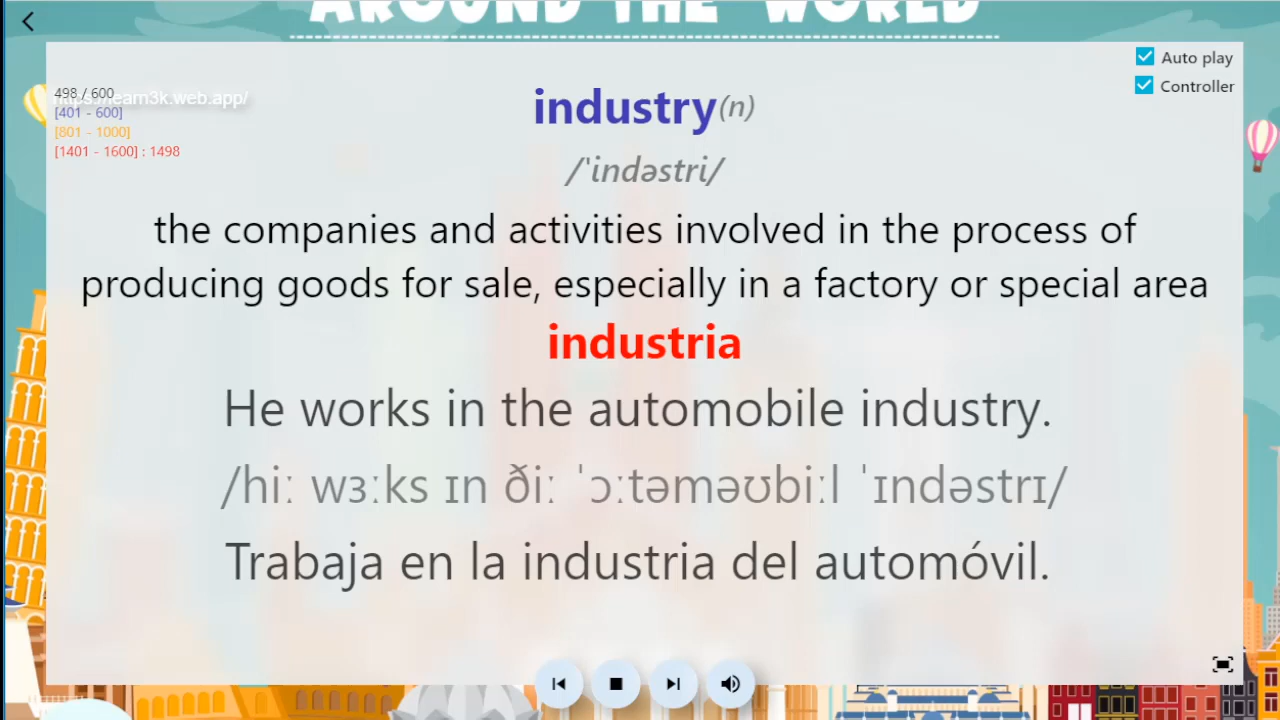 AROUND THE WORLD
Auto play
Controller
498 / 600
https://learn3k.web.app/
[401 - 600]
[801 - 1000]
[1401 - 1600] : 1498
industry(n)
/'indəstri/
the companies and activities involved in the process of
producing goods for sale, especially in a factory or special area
industria
He works in the automobile industry.
/hiː wɜːks ɪn ðiː ˈɔːtəməʊbiːl ˈɪndəstrɪ/
Trabaja en la industria del automóvil.